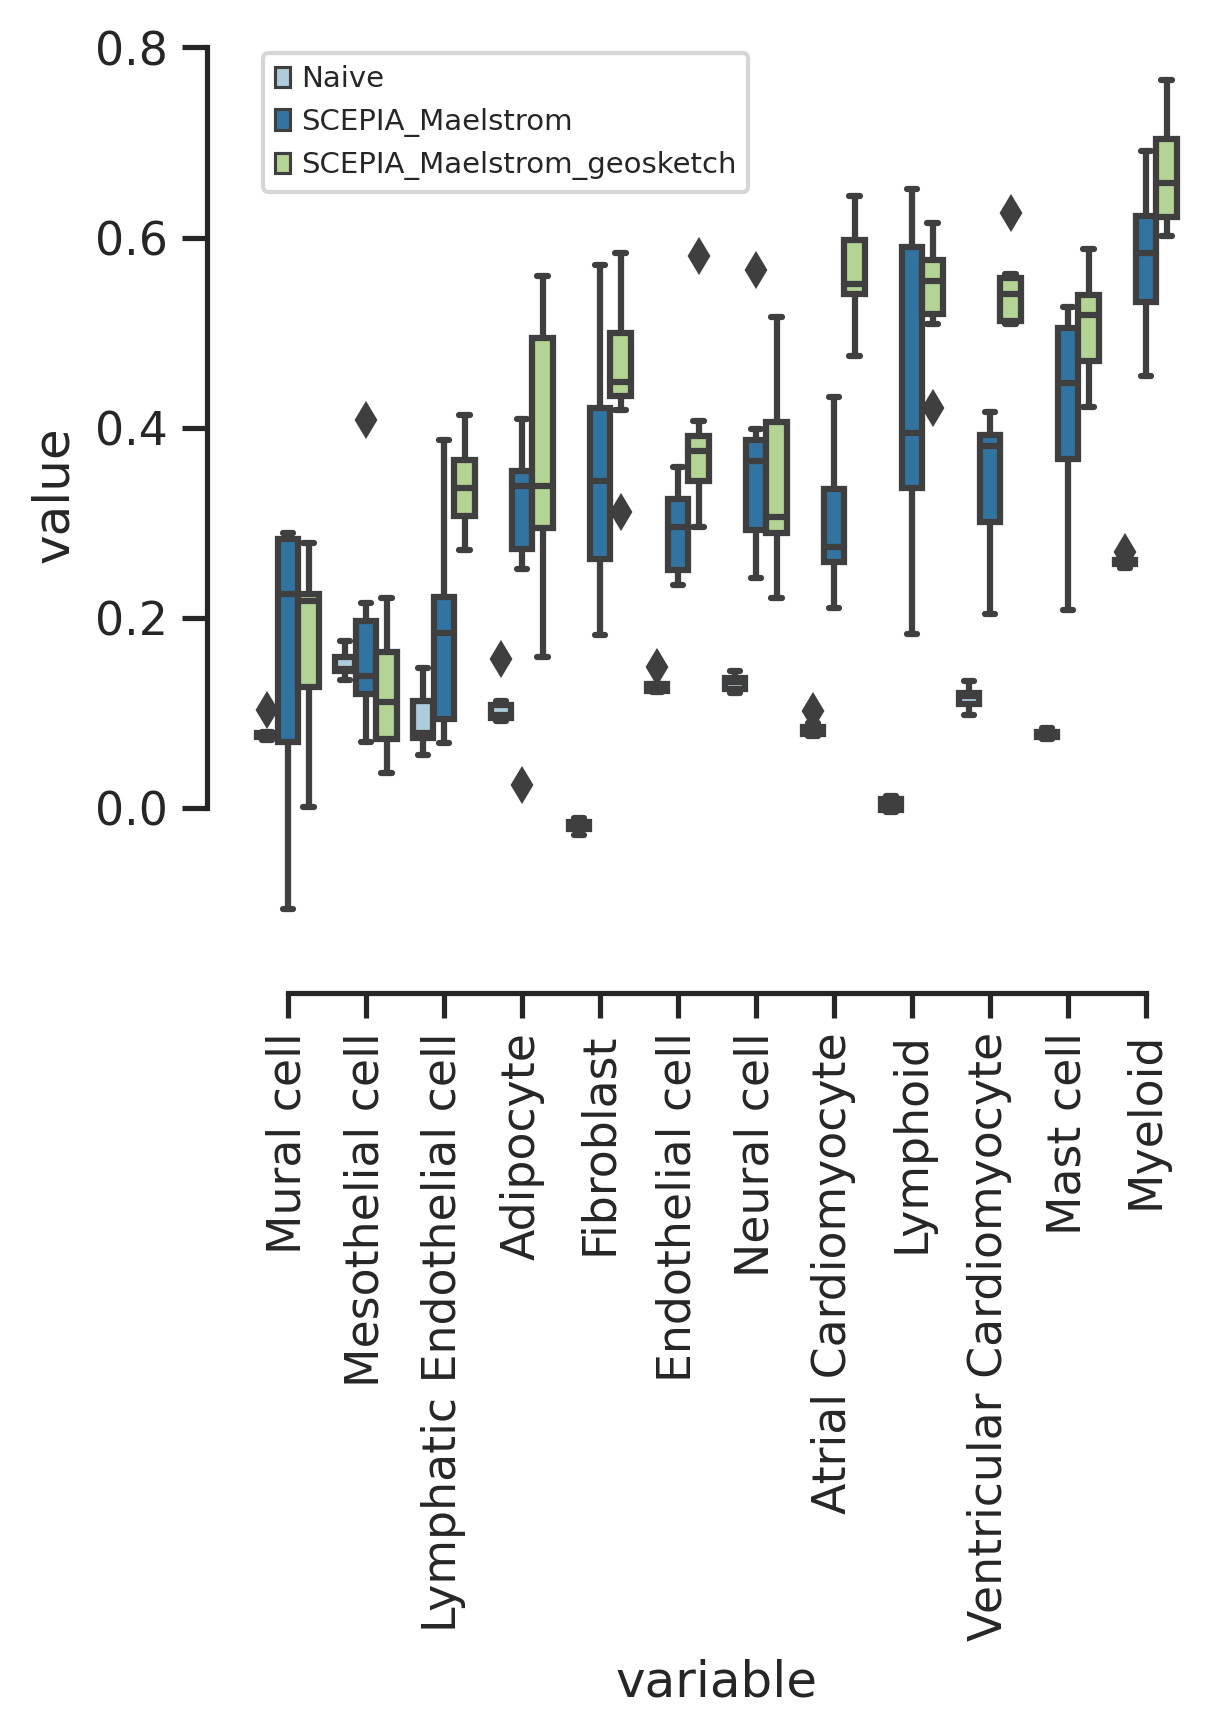 0.8
0.6
0.4
0.2
0.0
value
Naive
SCEPIA_Maelstrom
SCEPIA_Maelstrom_geosketch
Mural cell
Mesothelial cell
Lymphatic Endothelial cell
Adipocyte
Fibroblast
Endothelial cell
Neural cell
Atrial Cardiomyocyte
Lymphoid
Ventricular Cardiomyocyte
Mast cell
Myeloid
variable